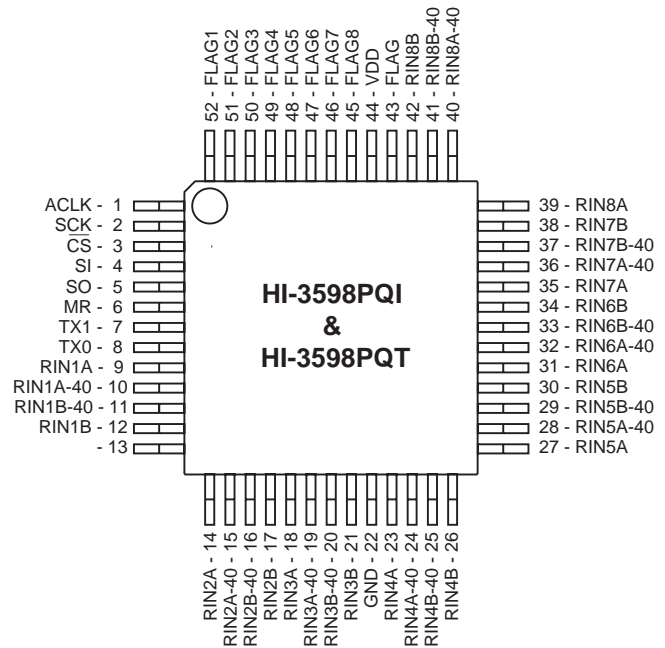 52 - FLAG1
51 - FLAG2
50 - FLAG3
49 - FLAG4
48 - FLAG5
47 - FLAG6
46 - FLAG7
45 - FLAG8
44 - VDD
43 - FLAG
42 - RIN8B
41 - RIN8B-40
40 - RIN8A-40
ACLK - 1
SCK - 2
C̅S̅ - 3
SI - 4
SO - 5
MR - 6
TX1 - 7
TX0 - 8
RIN1A - 9
RIN1A-40 - 10
RIN1B-40 - 11
RIN1B - 12
- 13
HI-3598PQI
&
HI-3598PQT
39 - RIN8A
38 - RIN7B
37 - RIN7B-40
36 - RIN7A-40
35 - RIN7A
34 - RIN6B
33 - RIN6B-40
32 - RIN6A-40
31 - RIN6A
30 - RIN5B
29 - RIN5B-40
28 - RIN5A-40
27 - RIN5A
RIN2A - 14
RIN2A-40 - 15
RIN2B-40 - 16
RIN2B - 17
RIN3A - 18
RIN3A-40 - 19
RIN3B-40 - 20
RIN3B - 21
GND - 22
RIN4A - 23
RIN4A-40 - 24
RIN4B-40 - 25
RIN4B - 26